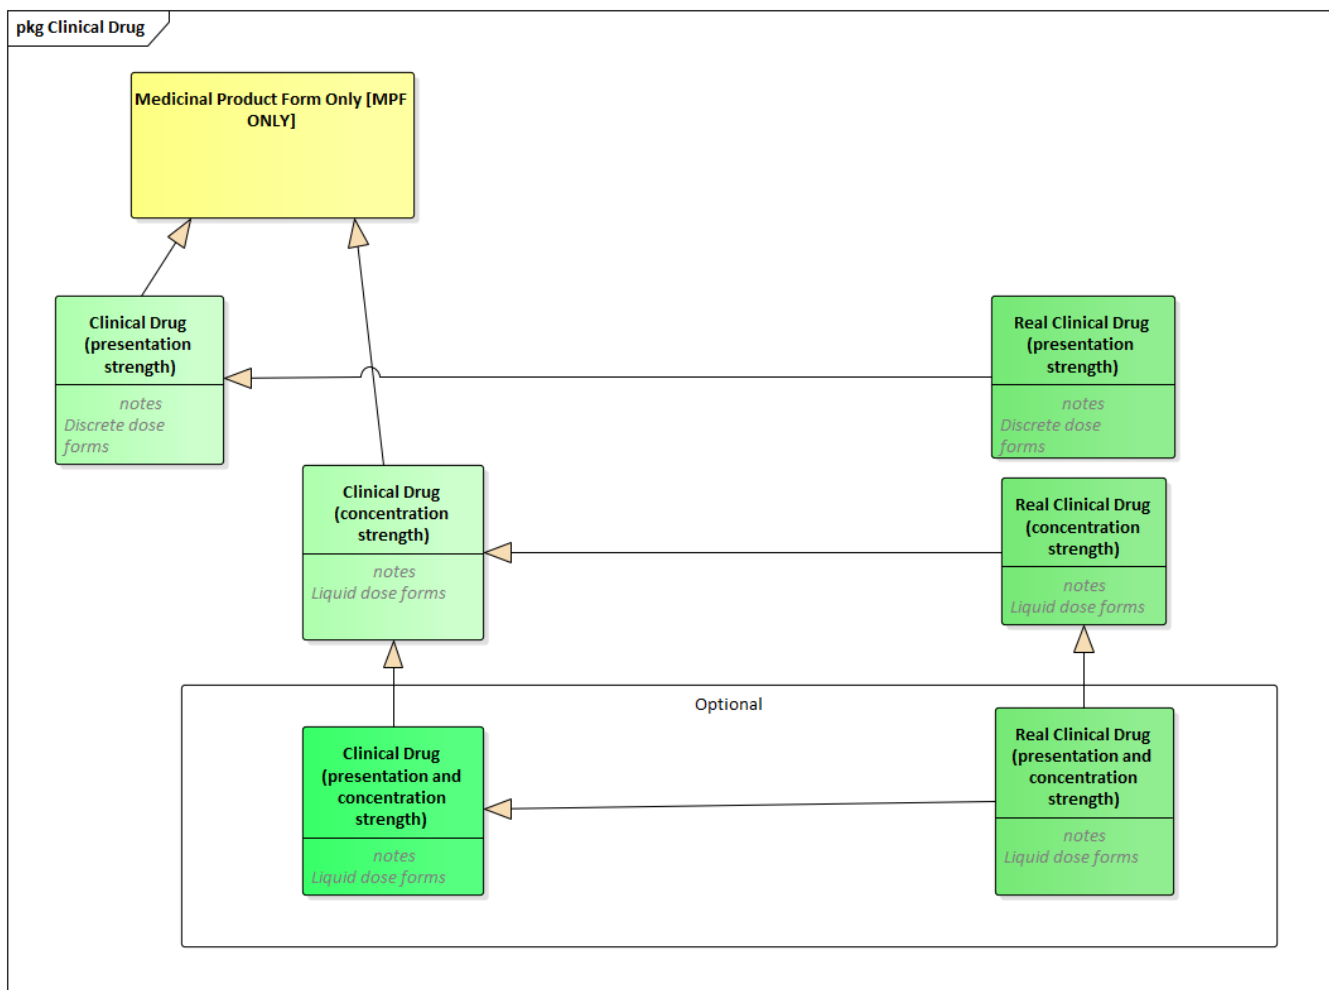 pkg Clinical Drug
Medicinal Product Form Only [MPF
ONLY]
Clinical Drug
(presentation
strength)
notes
Discrete dose
forms
Real Clinical Drug
(presentation
strength)
notes
Discrete dose
forms
Clinical Drug
(concentration
strength)
notes
Liquid dose forms
Real Clinical Drug
(concentration
strength)
notes
Liquid dose forms
Optional
Clinical Drug
(presentation and
concentration
strength)
notes
Liquid dose forms
Real Clinical Drug
(presentation and
concentration
strength)
notes
Liquid dose forms